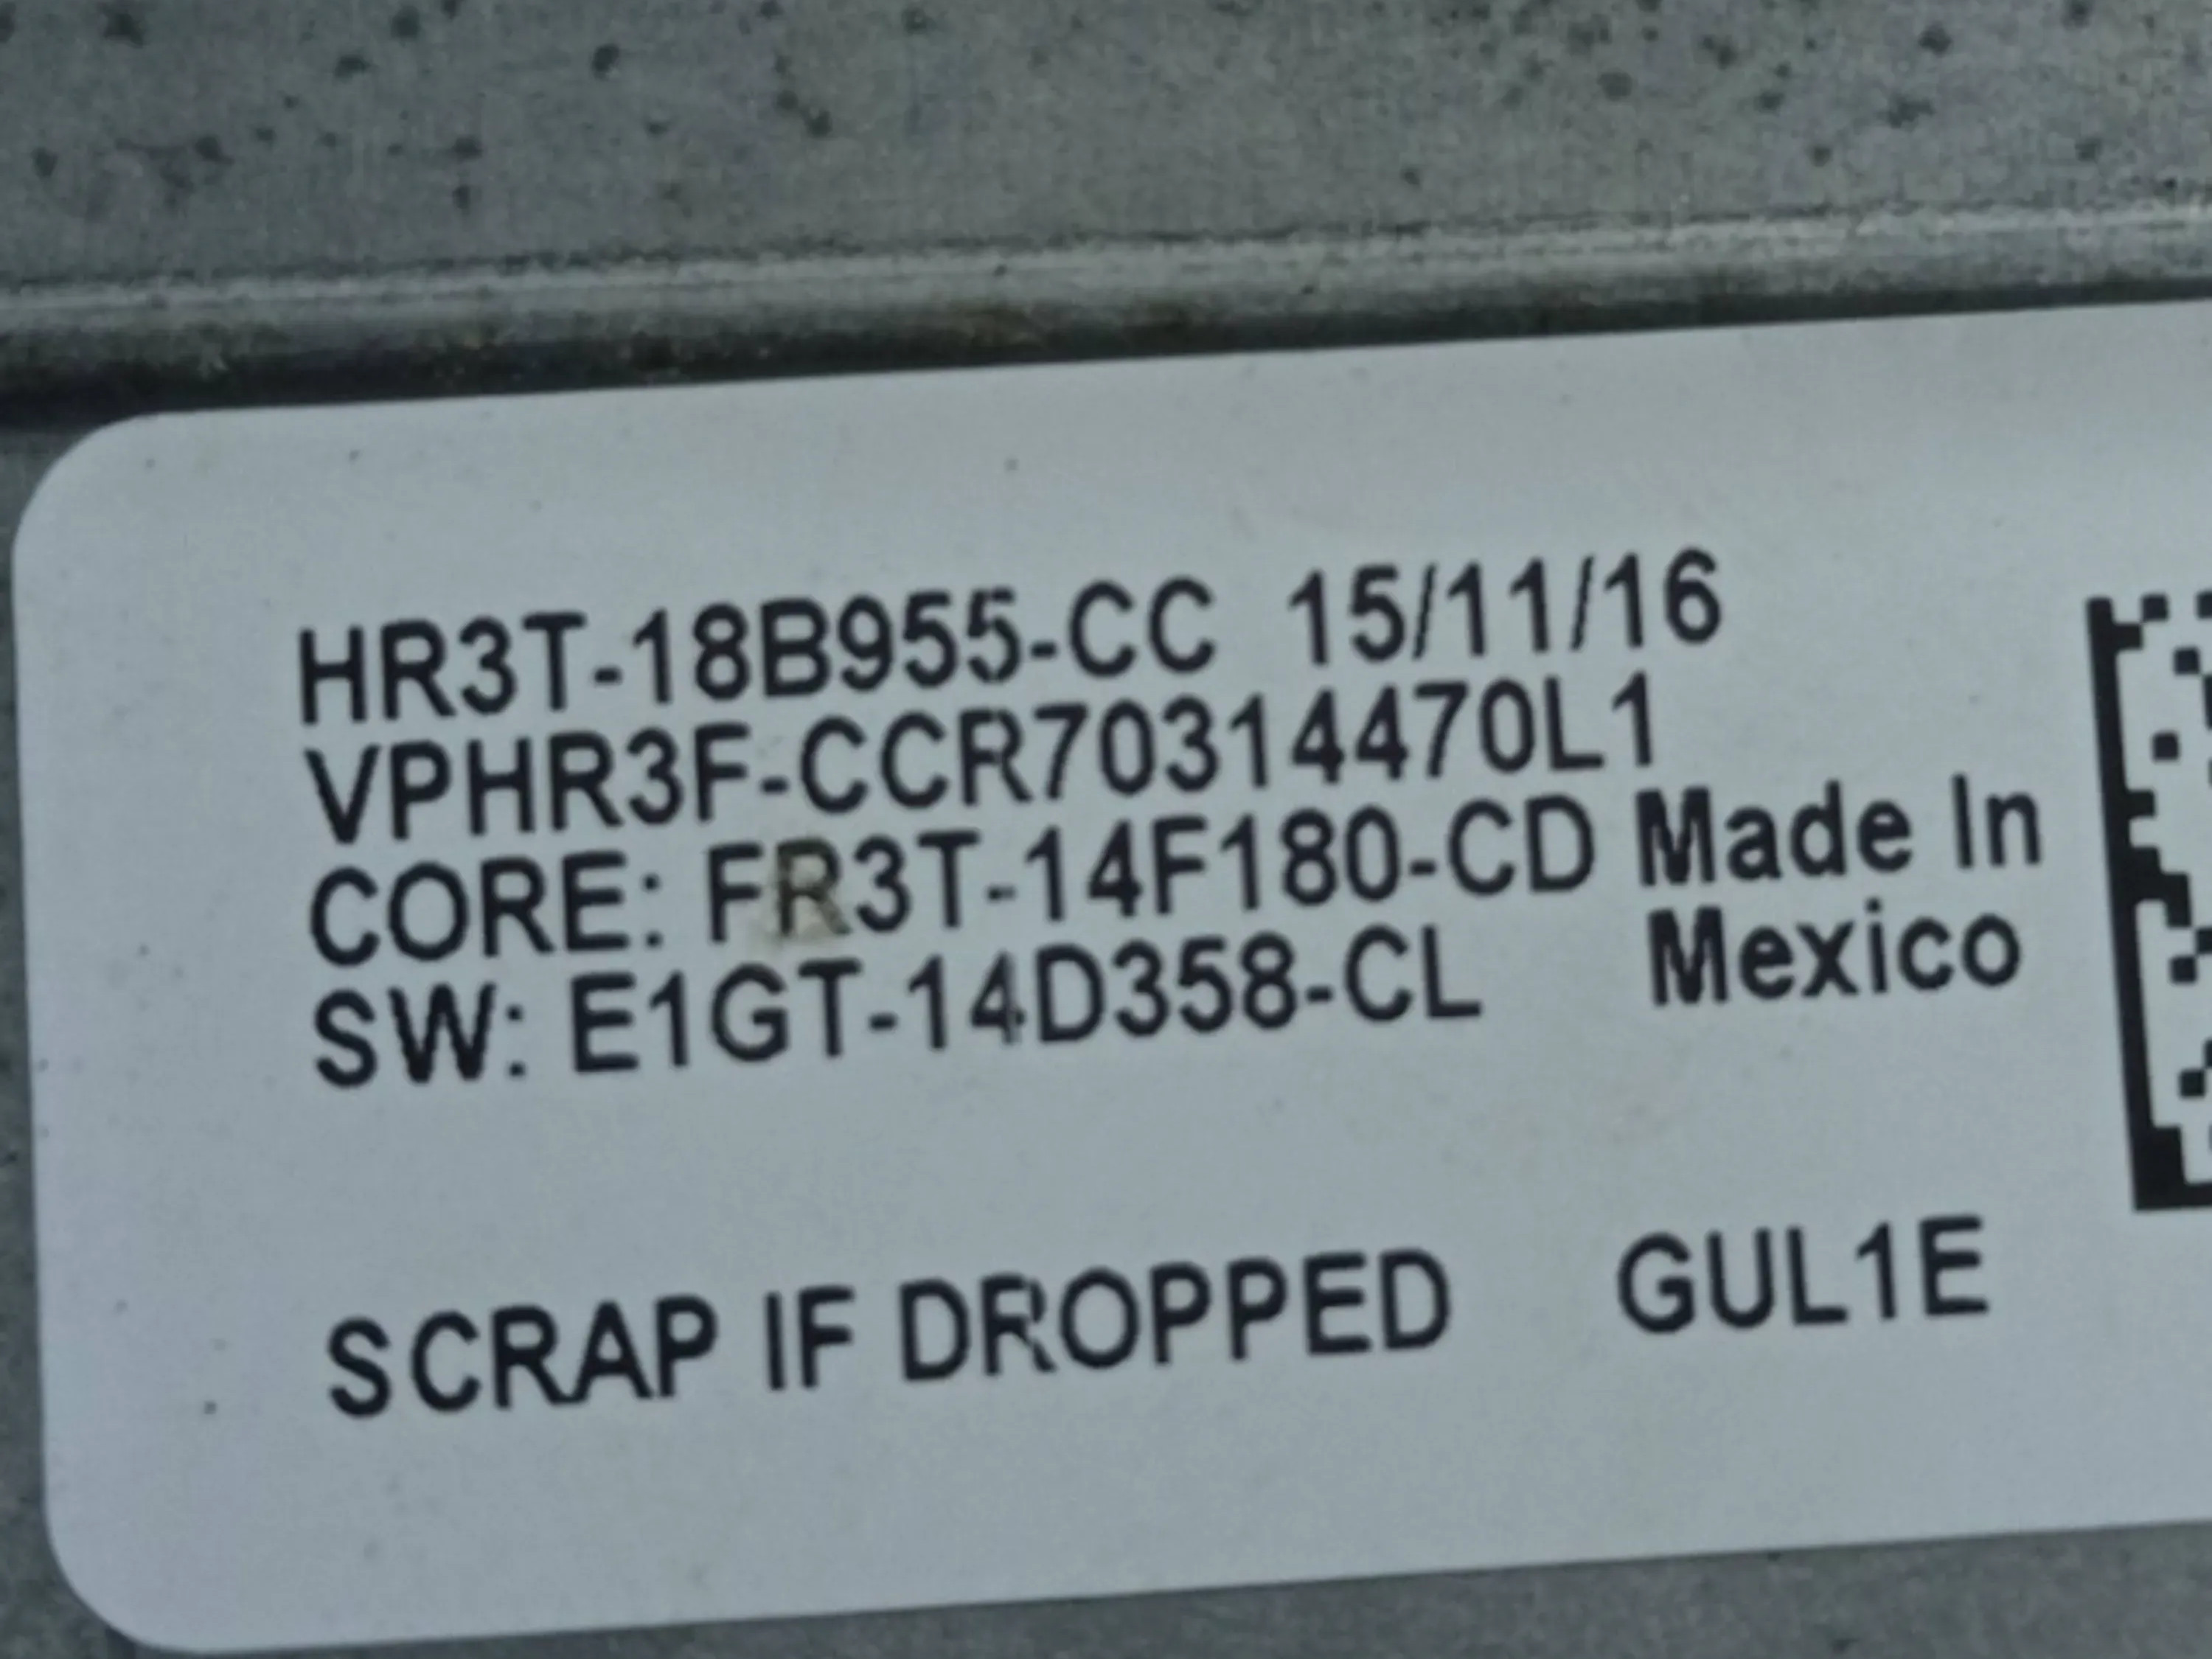 HR3T-18B955-CC 15/11/16
VPHR3F-CCR70314470L1
CORE: FR3T-14F180-CD Made In
SW: E1GT-14D358-CL Mexico
SCRAP IF DROPPED GUL1E